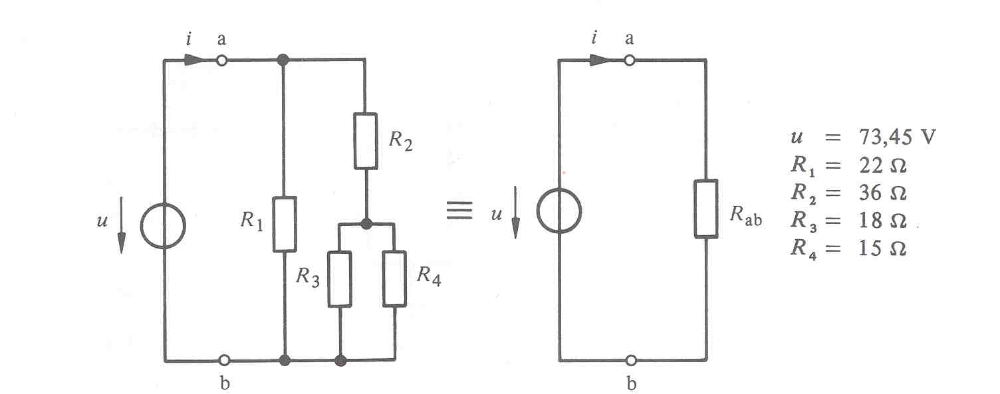 i a
R2
u
R1
R3
R4
b
≡
i a
u
Rab
b
u = 73,45 V
R1 = 22 Ω
R2 = 36 Ω
R3 = 18 Ω
R4 = 15 Ω